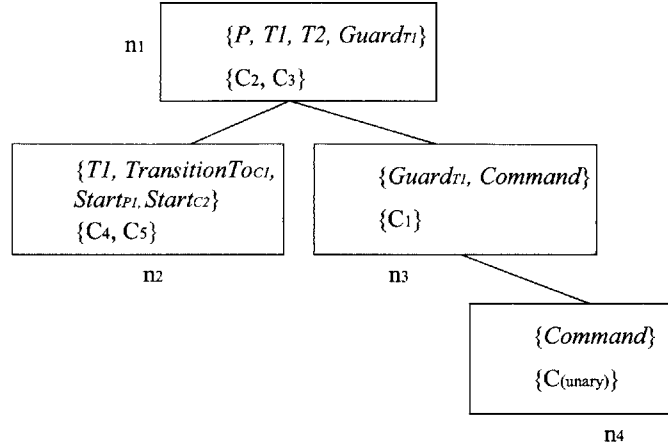 n1
{P, T1, T2, GuardT1}
{C2, C3}
{T1, TransitionToC1,
StartP1, StartC2}
{C4, C5}
n2
{GuardT1, Command}
{C1}
n3
{Command}
{C(unary)}
n4